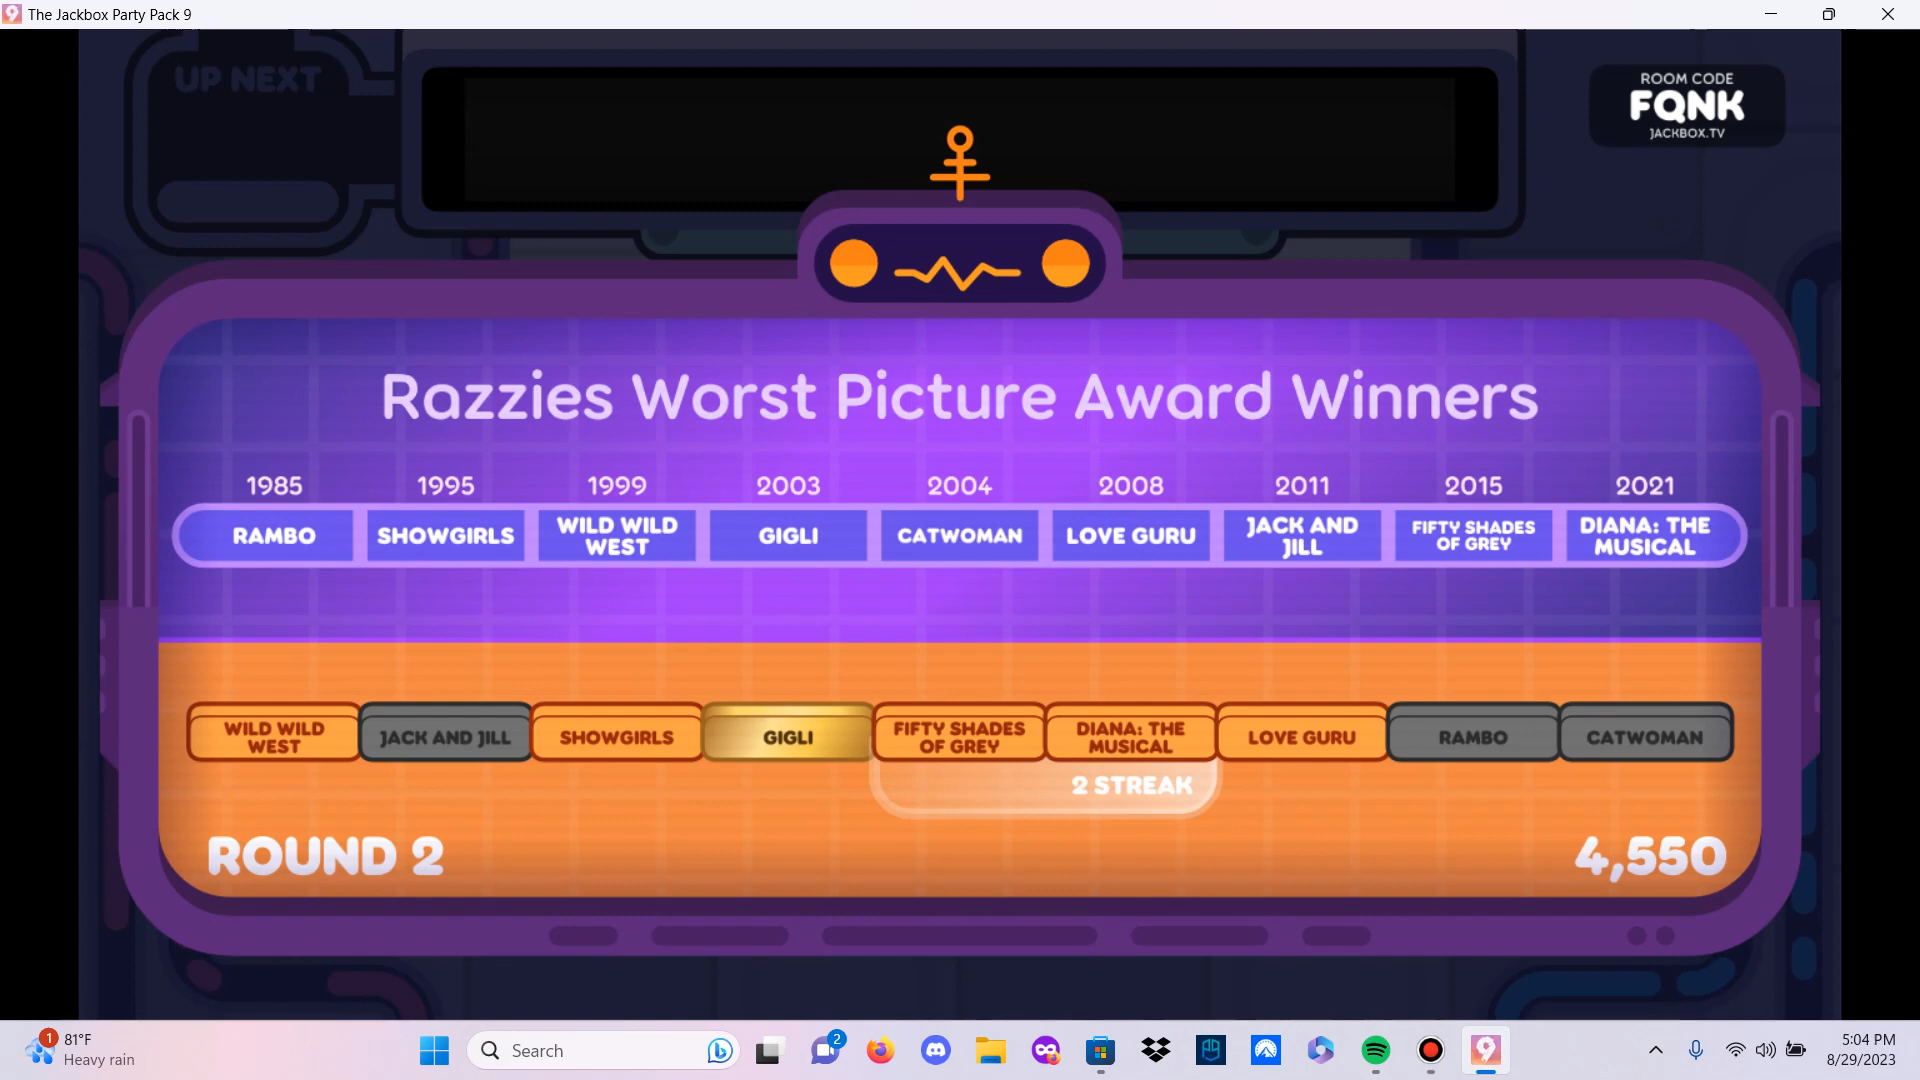 The Jackbox Party Pack 9
UP NEXT
ROOM CODE
FQNK
JACKBOX.TV
Razzies Worst Picture Award Winners
1985 1995 1999 2003 2004 2008 2011 2015 2021
RAMBO
SHOWGIRLS
WILD WILD
WEST
GIGLI
CATWOMAN
LOVE GURU
JACK AND
JILL
FIFTY SHADES
OF GREY
DIANA: THE
MUSICAL
WILD WILD
WEST
JACK AND JILL
SHOWGIRLS
GIGLI
FIFTY SHADES
OF GREY
DIANA: THE
MUSICAL
LOVE GURU
RAMBO
CATWOMAN
2 STREAK
ROUND 2
4,550
1
81°F
Heavy rain
Search
2
9
5:04 PM
8/29/2023